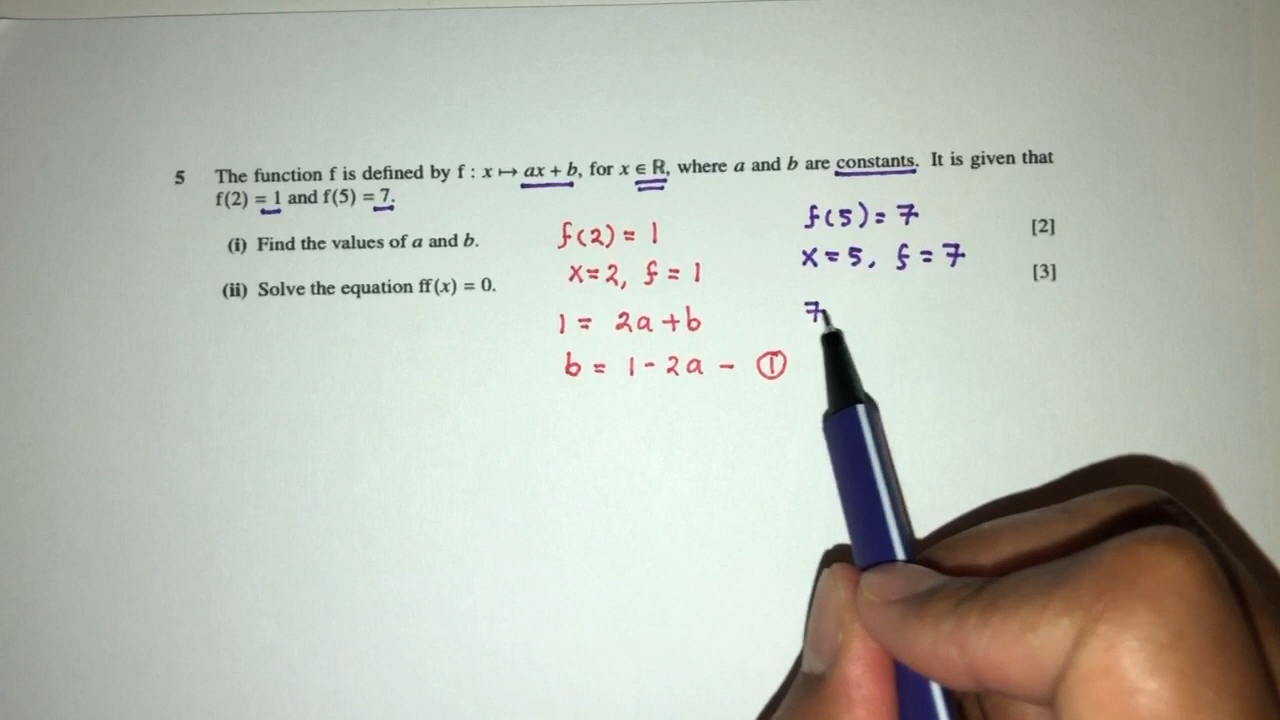 5 The function f is defined by f : x ↦ ax + b, for x ∈ ℝ, where a and b are constants. It is given that
f(2) = 1 and f(5) = 7.
(i) Find the values of a and b. [2]
(ii) Solve the equation ff(x) = 0. [3]
f(2) = 1
x=2, f = 1
1 = 2a+b
b = 1-2a - ①
f(5) = 7
x=5, f=7
7